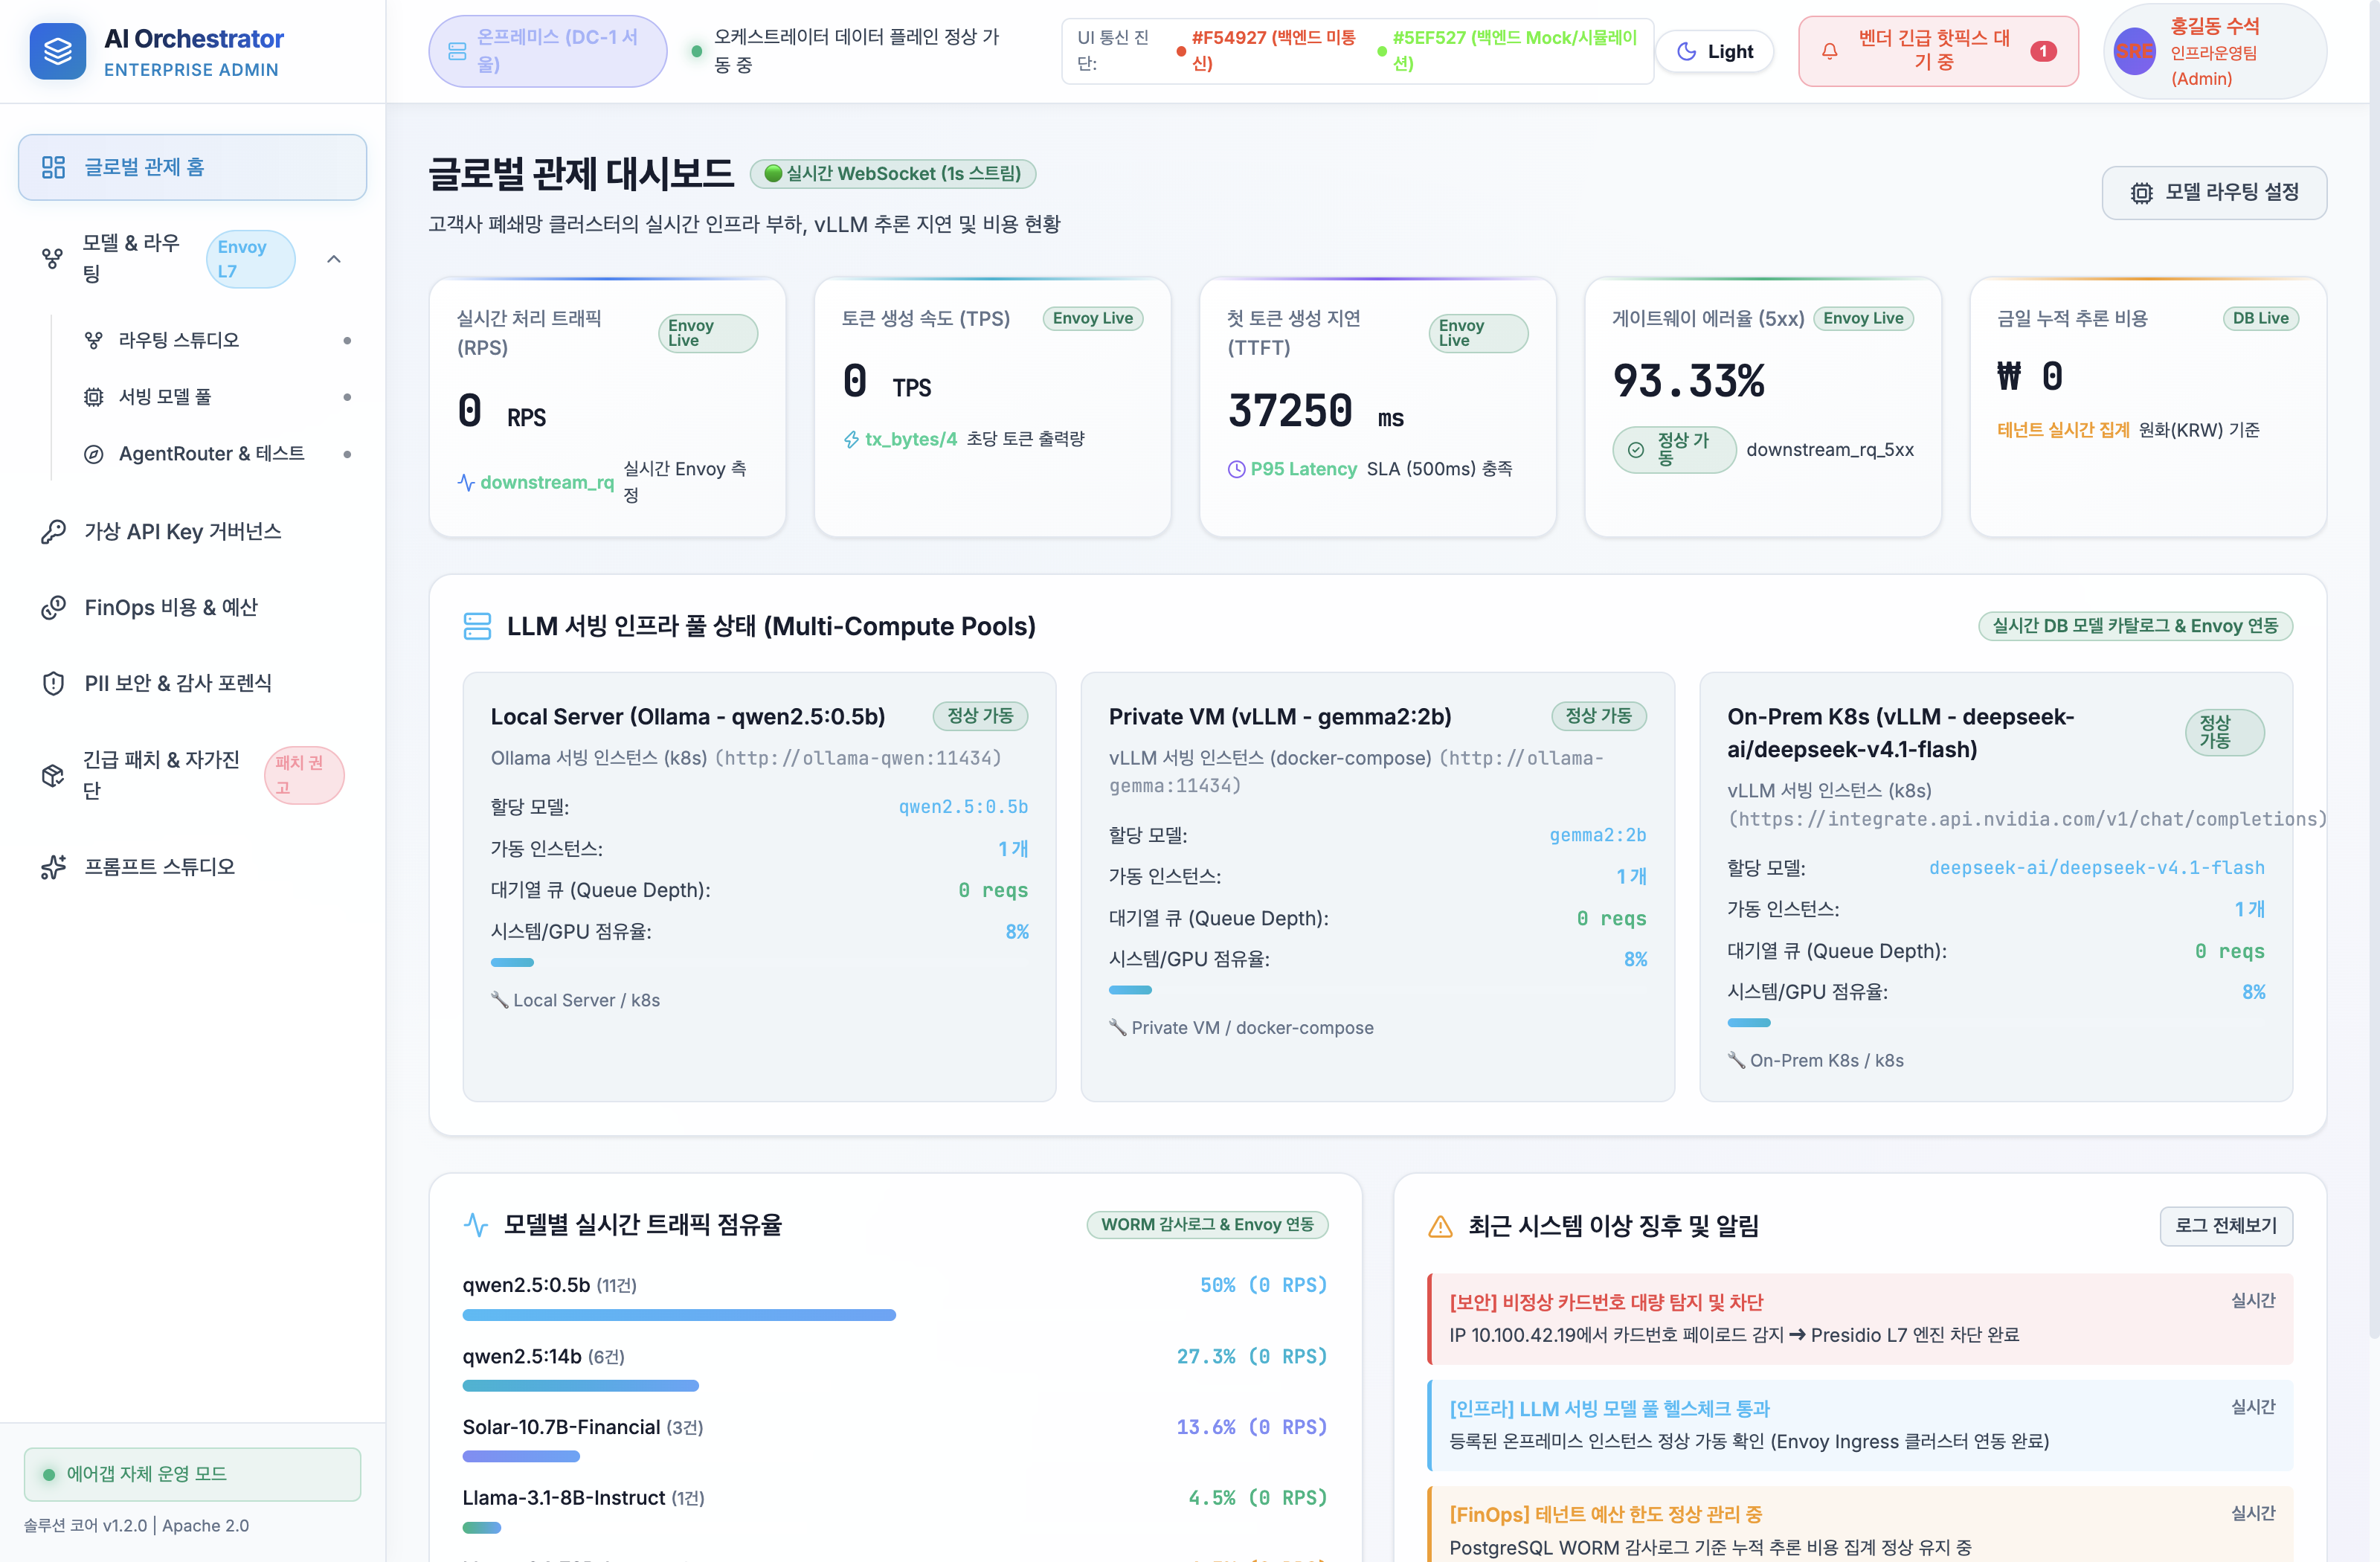 AI Orchestrator
ENTERPRISE ADMIN
온프레미스 (DC-1 서
울)
오케스트레이터 데이터 플레인 정상 가
동 중
UI 통신 진
단:
#F54927 (백엔드 미통
신)
#5EF527 (백엔드 Mock/시뮬레이
션)
Light
벤더 긴급 핫픽스 대
기 중
1
SRE
홍길동 수석
인프라운영팀
(Admin)
글로벌 관제 홈
모델 & 라우
팅
Envoy
L7
라우팅 스튜디오
서빙 모델 풀
AgentRouter & 테스트
가상 API Key 거버넌스
FinOps 비용 & 예산
PII 보안 & 감사 포렌식
긴급 패치 & 자가진
단
패치 권
고
프롬프트 스튜디오
에어갭 자체 운영 모드
솔루션 코어 v1.2.0 | Apache 2.0
글로벌 관제 대시보드
실시간 WebSocket (1s 스트림)
고객사 폐쇄망 클러스터의 실시간 인프라 부하, vLLM 추론 지연 및 비용 현황
모델 라우팅 설정
실시간 처리 트래픽
(RPS)
Envoy
Live
0 RPS
downstream_rq
실시간 Envoy 측
정
토큰 생성 속도 (TPS)
Envoy Live
0 TPS
tx_bytes/4 초당 토큰 출력량
첫 토큰 생성 지연
(TTFT)
Envoy
Live
37250 ms
P95 Latency SLA (500ms) 충족
게이트웨이 에러율 (5xx)
Envoy Live
93.33%
정상 가
동
downstream_rq_5xx
금일 누적 추론 비용
DB Live
₩ 0
테넌트 실시간 집계 원화(KRW) 기준
LLM 서빙 인프라 풀 상태 (Multi-Compute Pools)
실시간 DB 모델 카탈로그 & Envoy 연동
Local Server (Ollama - qwen2.5:0.5b)
정상 가동
Ollama 서빙 인스턴스 (k8s) (http://ollama-qwen:11434)
할당 모델: qwen2.5:0.5b
가동 인스턴스: 1 개
대기열 큐 (Queue Depth): 0 reqs
시스템/GPU 점유율: 8%
Local Server / k8s
Private VM (vLLM - gemma2:2b)
정상 가동
vLLM 서빙 인스턴스 (docker-compose) (http://ollama-
gemma:11434)
할당 모델: gemma2:2b
가동 인스턴스: 1 개
대기열 큐 (Queue Depth): 0 reqs
시스템/GPU 점유율: 8%
Private VM / docker-compose
On-Prem K8s (vLLM - deepseek-
ai/deepseek-v4.1-flash)
정상
가동
vLLM 서빙 인스턴스 (k8s)
(https://integrate.api.nvidia.com/v1/chat/completions)
할당 모델: deepseek-ai/deepseek-v4.1-flash
가동 인스턴스: 1 개
대기열 큐 (Queue Depth): 0 reqs
시스템/GPU 점유율: 8%
On-Prem K8s / k8s
모델별 실시간 트래픽 점유율
WORM 감사로그 & Envoy 연동
qwen2.5:0.5b (11건) 50% (0 RPS)
qwen2.5:14b (6건) 27.3% (0 RPS)
Solar-10.7B-Financial (3건) 13.6% (0 RPS)
Llama-3.1-8B-Instruct (1건) 4.5% (0 RPS)
최근 시스템 이상 징후 및 알림
로그 전체보기
[보안] 비정상 카드번호 대량 탐지 및 차단 실시간
IP 10.100.42.19에서 카드번호 페이로드 감지 ➔ Presidio L7 엔진 차단 완료
[인프라] LLM 서빙 모델 풀 헬스체크 통과 실시간
등록된 온프레미스 인스턴스 정상 가동 확인 (Envoy Ingress 클러스터 연동 완료)
[FinOps] 테넌트 예산 한도 정상 관리 중 실시간
PostgreSQL WORM 감사로그 기준 누적 추론 비용 집계 정상 유지 중